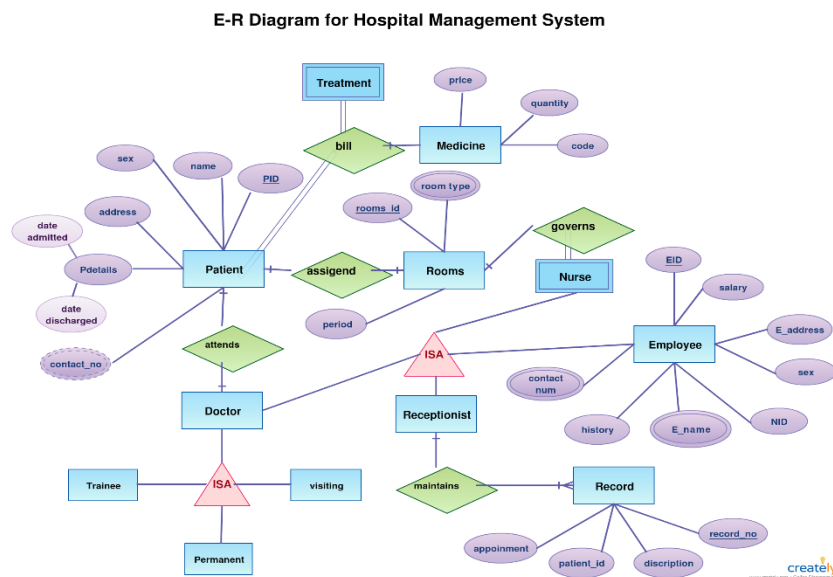 E-R Diagram for Hospital Management System
Treatment
price
quantity
bill
Medicine
code
sex
name
PID
room type
address
rooms_id
date
admitted
governs
Pdetails
Patient
assigend
Rooms
Nurse
EID
salary
date
discharged
period
E_address
attends
ISA
Employee
contact_no
contact
num
sex
Doctor
Receptionist
history
E_name
NID
Trainee
ISA
visiting
maintains
Record
Permanent
appoinment
patient_id
discription
record_no
creately